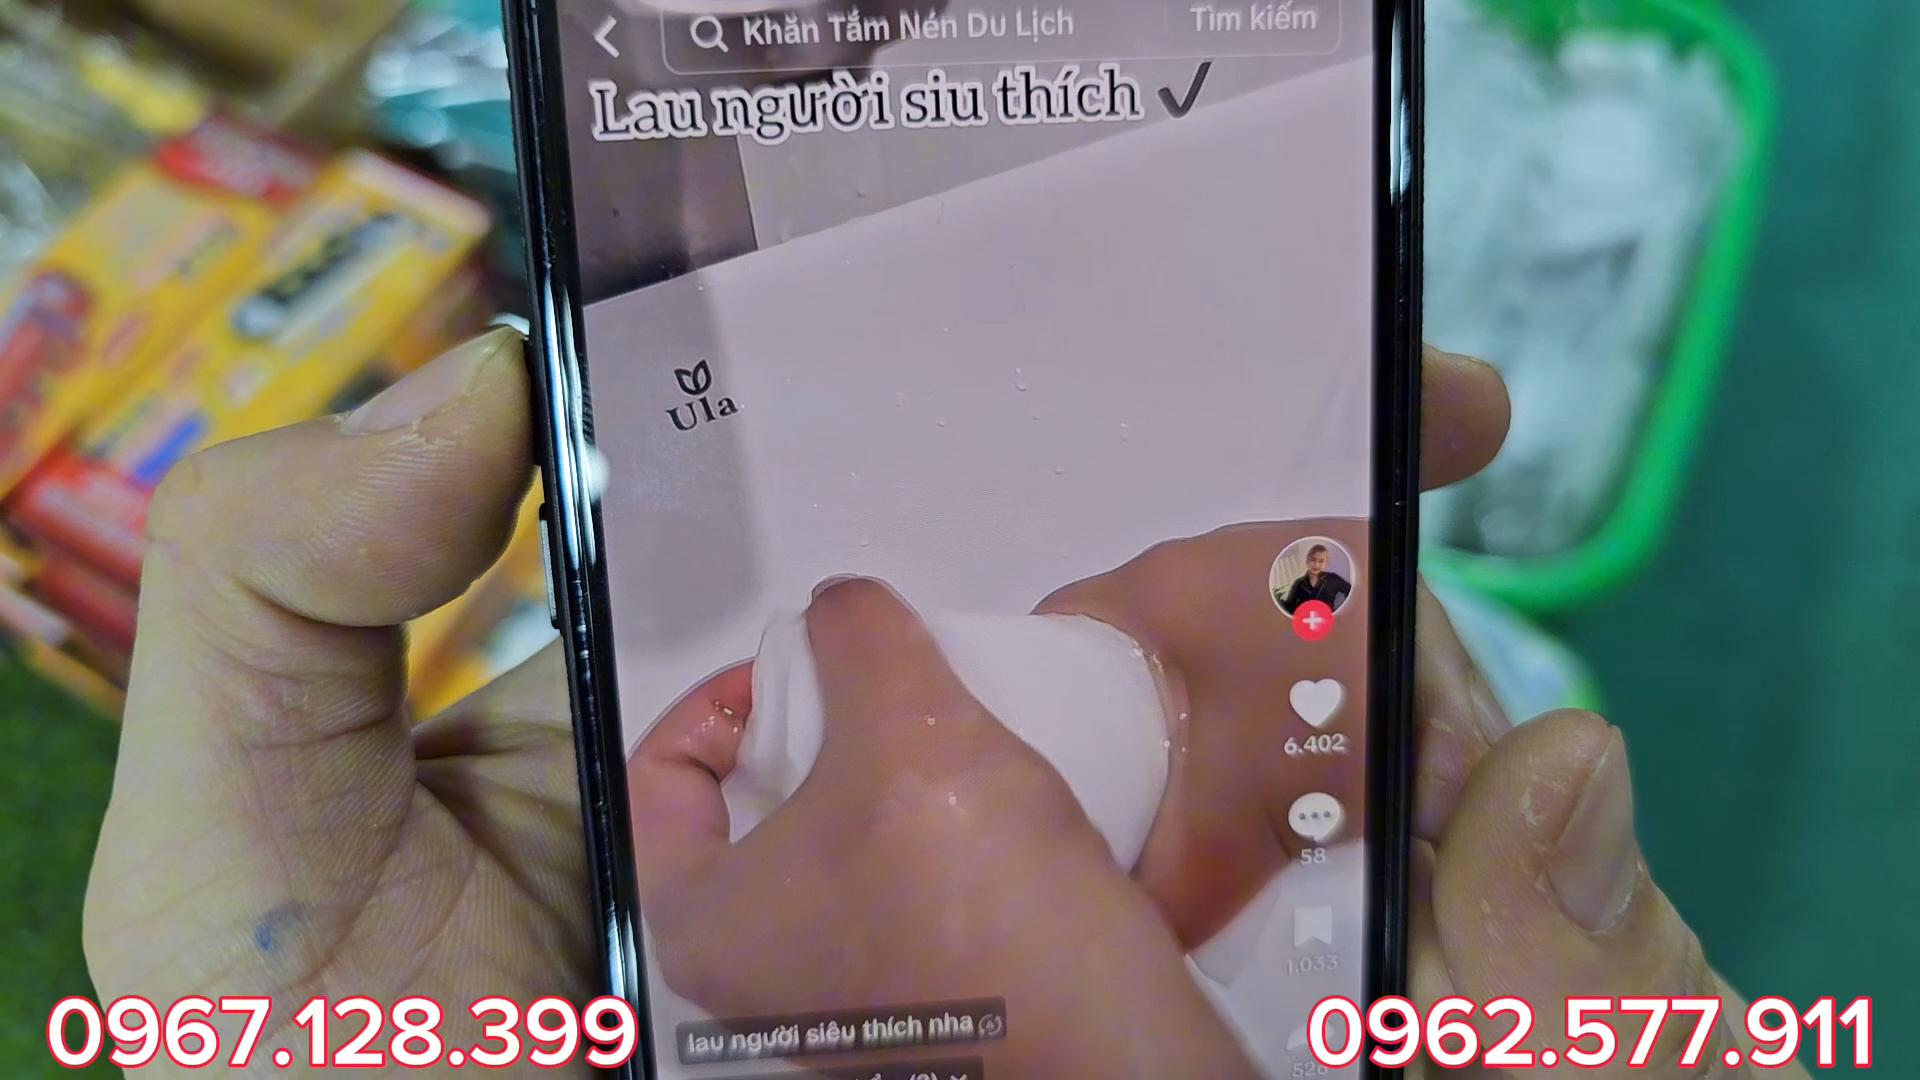 Khăn Tắm Nén Du Lịch Tìm kiếm
Lau người siu thích ✓
Ula
6.402
58
1.033
lau người siêu thích nha
526
0967.128.399
0962.577.911